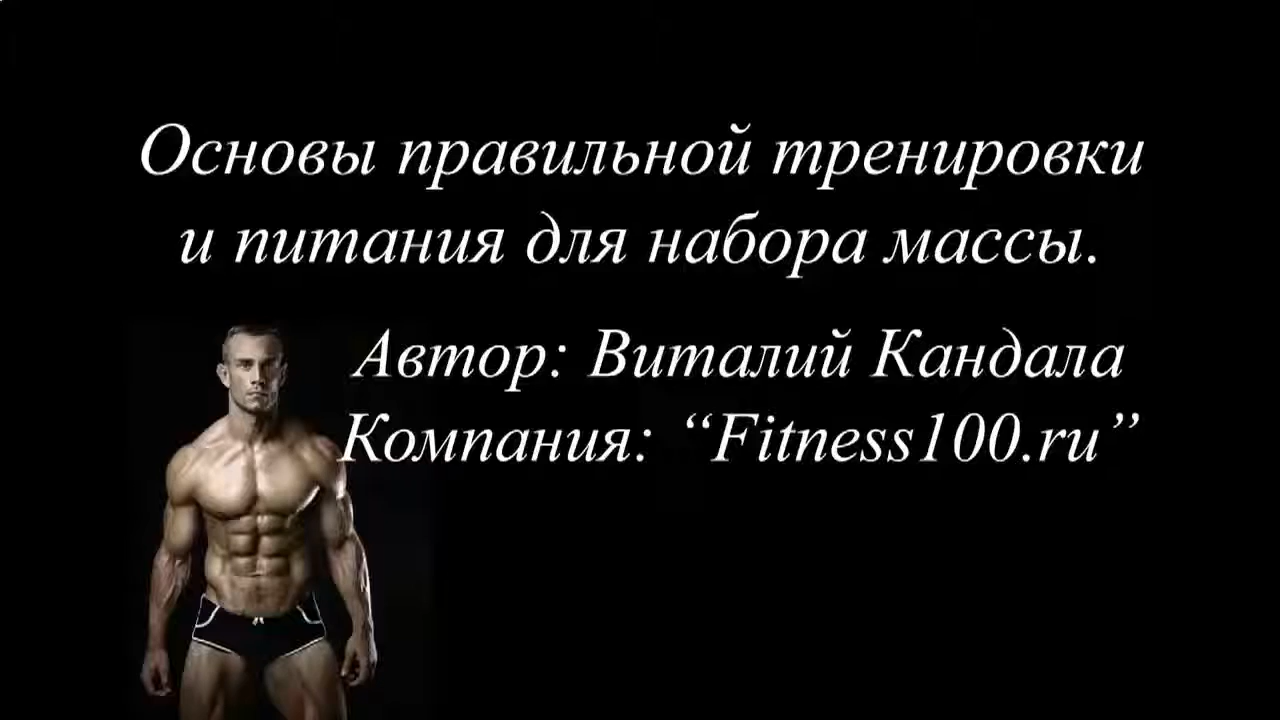 Основы правильной тренировки
и питания для набора массы.
Автор: Виталий Кандала
Компания: “Fitness100.ru”